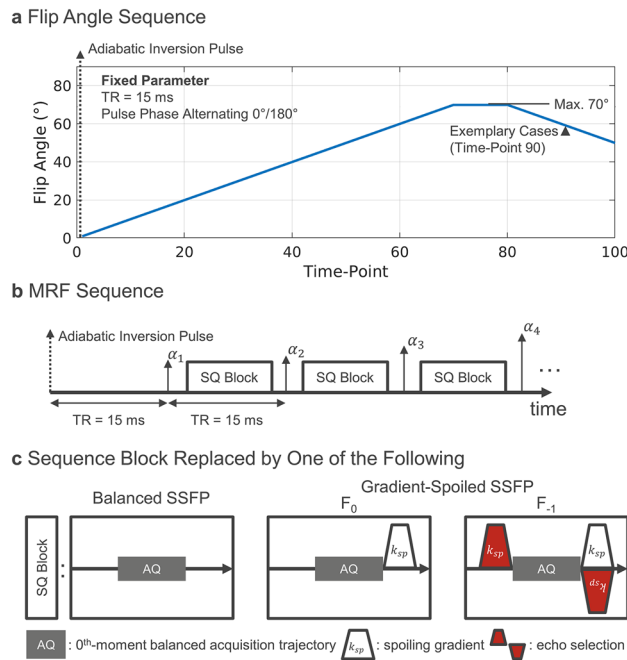 a Flip Angle Sequence
Adiabatic Inversion Pulse
Fixed Parameter
TR = 15 ms
Pulse Phase Alternating 0°/180°
Max. 70°
Exemplary Cases
(Time-Point 90)
Flip Angle (°)
80
60
40
20
0
0 20 40 60 80 100
Time-Point
b MRF Sequence
Adiabatic Inversion Pulse
α₁ α₂ α₃ α₄
SQ Block SQ Block SQ Block ...
time
TR = 15 ms TR = 15 ms
c Sequence Block Replaced by One of the Following
Gradient-Spoiled SSFP
Balanced SSFP F₀ F₋₁
SQ Block :
AQ
AQ kₛₚ
kₛₚ AQ kₛₚ
kₛₚ
AQ : 0ᵗʰ-moment balanced acquisition trajectory kₛₚ : spoiling gradient : echo selection